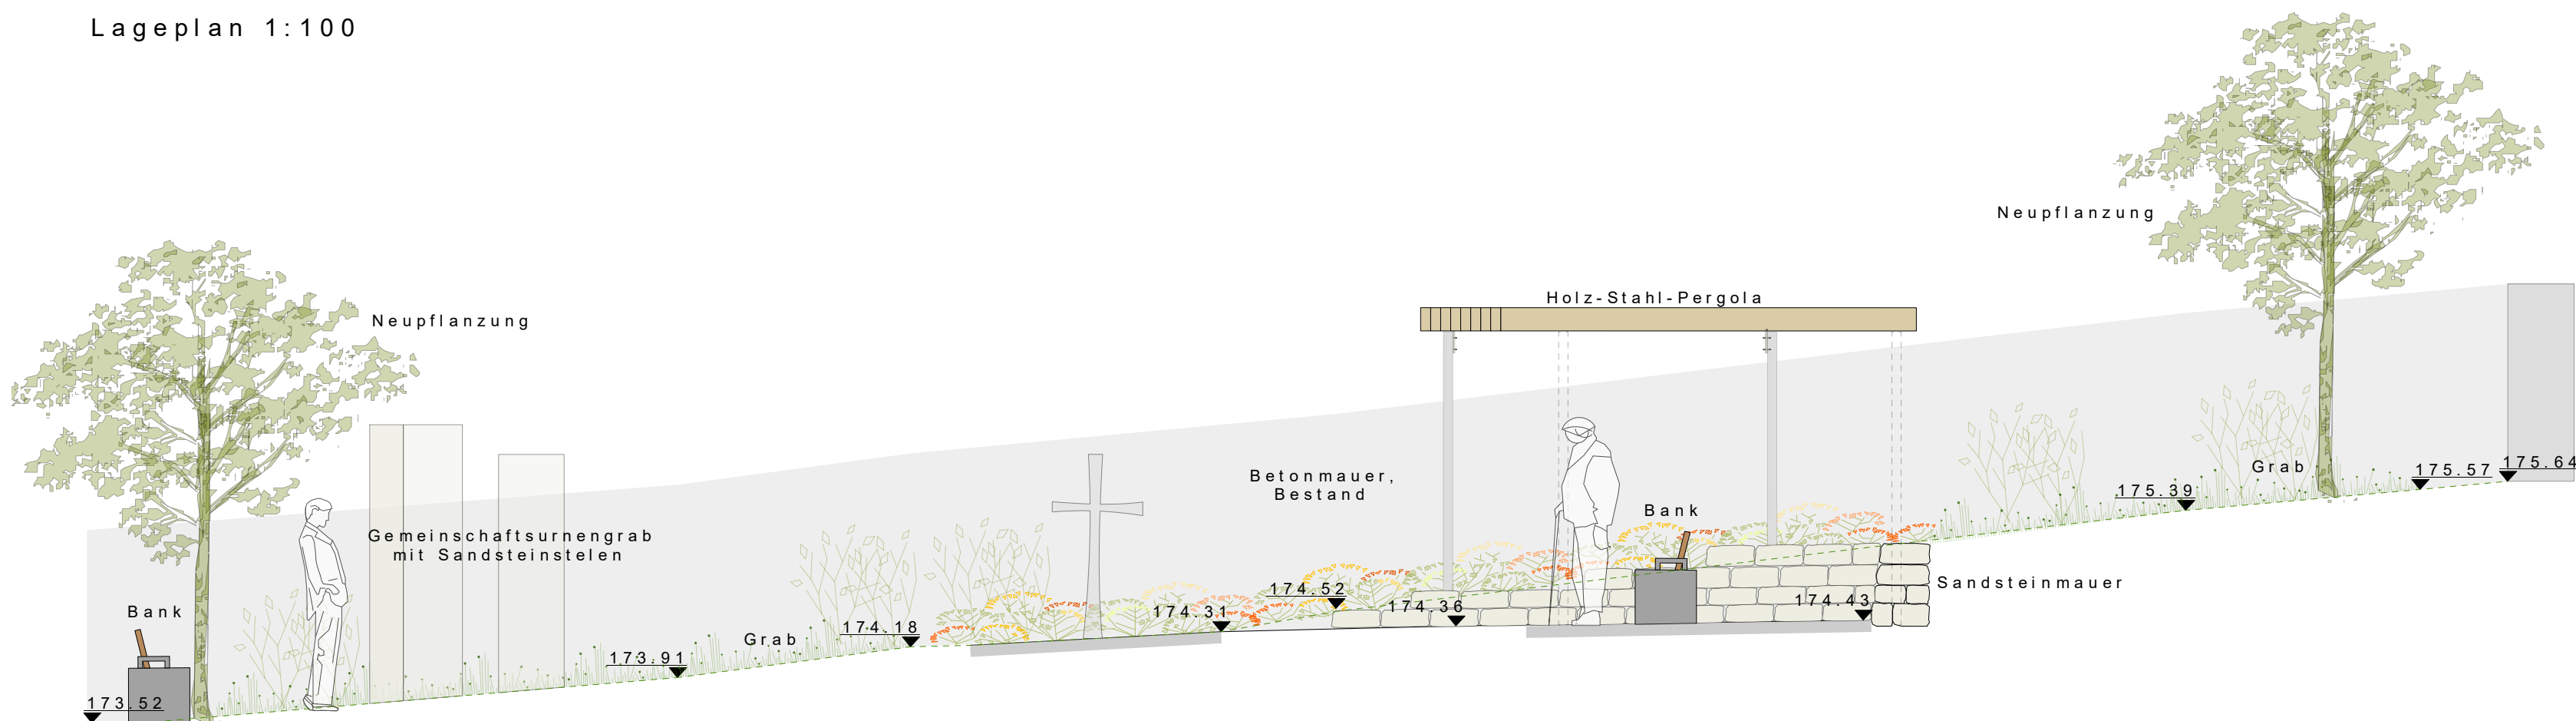 Lageplan 1:100
Neupflanzung
Holz-Stahl-Pergola
Neupflanzung
Betonmauer,
Bestand
Grab
175.57
175.64
175.39
Bank
Gemeinschaftsurnengrab
mit Sandsteinstelen
Sandsteinmauer
174.52
174.36
174.43
174.31
Bank
Grab
174.18
173.91
173.52